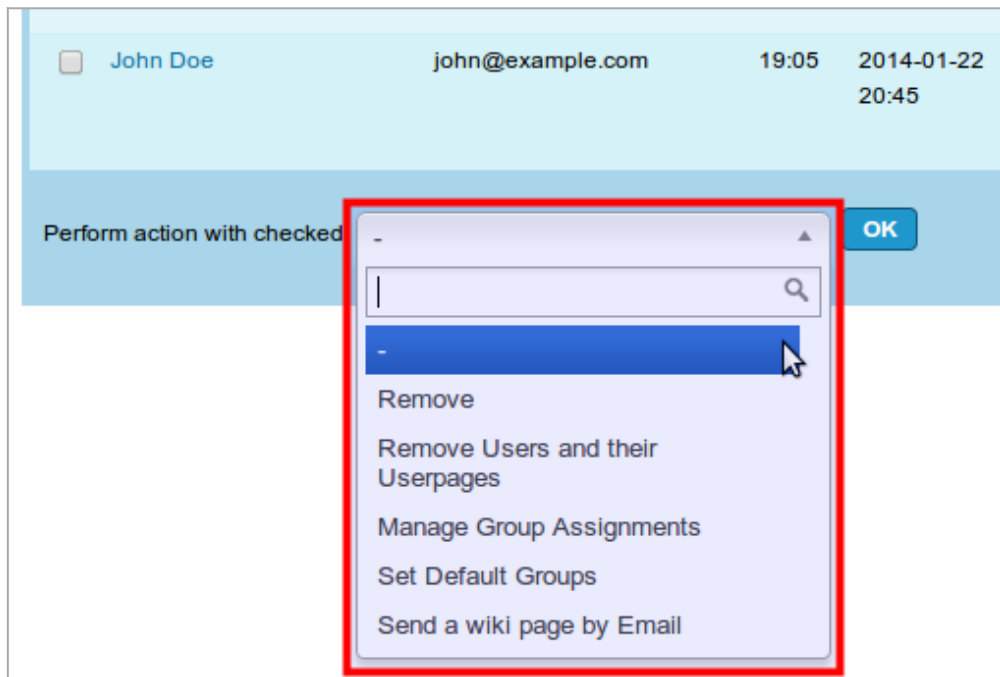 John Doe john@example.com 19:05 2014-01-22
20:45
Perform action with checked - OK
-
Remove
Remove Users and their
Userpages
Manage Group Assignments
Set Default Groups
Send a wiki page by Email